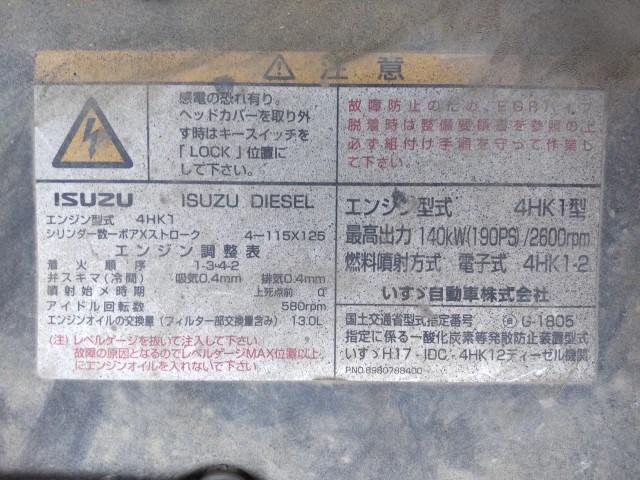 注意
感電の恐れ有り。
ヘッドカバーを取り外
す時はキースイッチを
「LOCK」位置に
して下さい。
故障防止のため、EGRパイ
脱着時は整備要領書を参照の上
必ず組付け手順を守って作業し
て下さい。
ISUZU ISUZU DIESEL
エンジン型式 4HK1
シリンダー数ーボアXストローク 4-115X125
エンジン調整表
着火順序 1-3-4-2
弁スキマ(冷間) 吸気0.4mm 排気0.4mm
噴射始メ時期 上死点前 0°
アイドル回転数 580rpm
エンジンオイルの交換量(フィルター部交換量含み) 13.0L
(注)レベルゲージを抜いて注入して下さい。
故障の原因となるのでレベルゲージMAX位置以上
にエンジンオイルを入れないで下さい。
エンジン型式 4HK1型
最高出力 140kW(190PS)/2600rpm
燃料噴射方式 電子式 4HK1-2
いすゞ自動車株式会社
国土交通省型式指定番号 G-1805
指定に係る一酸化炭素等発散防止装置型式
いすゞH17・IDC・4HK12ディーゼル機関
P.NO.8980788400